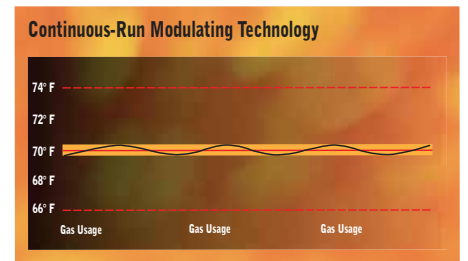 Continuous-Run Modulating Technology
74° F
72° F
70° F
68° F
66° F
Gas Usage Gas Usage Gas Usage